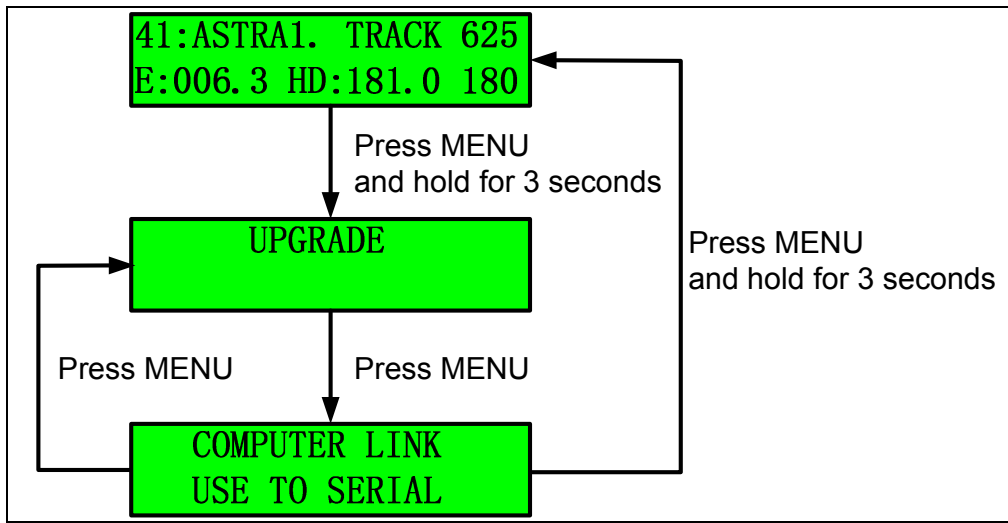 41:ASTRA1. TRACK 625
E:006.3 HD:181.0 180
Press MENU
and hold for 3 seconds
UPGRADE
Press MENU
and hold for 3 seconds
Press MENU
Press MENU
COMPUTER LINK
USE TO SERIAL